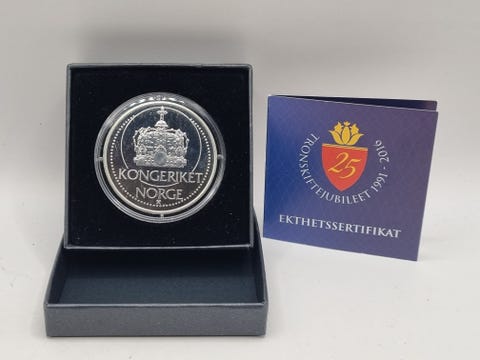 KONGERIKET
NORGE
TRONSKIFTEJUBILEET 1991 - 2016
25
EKTHETSSERTIFIKAT